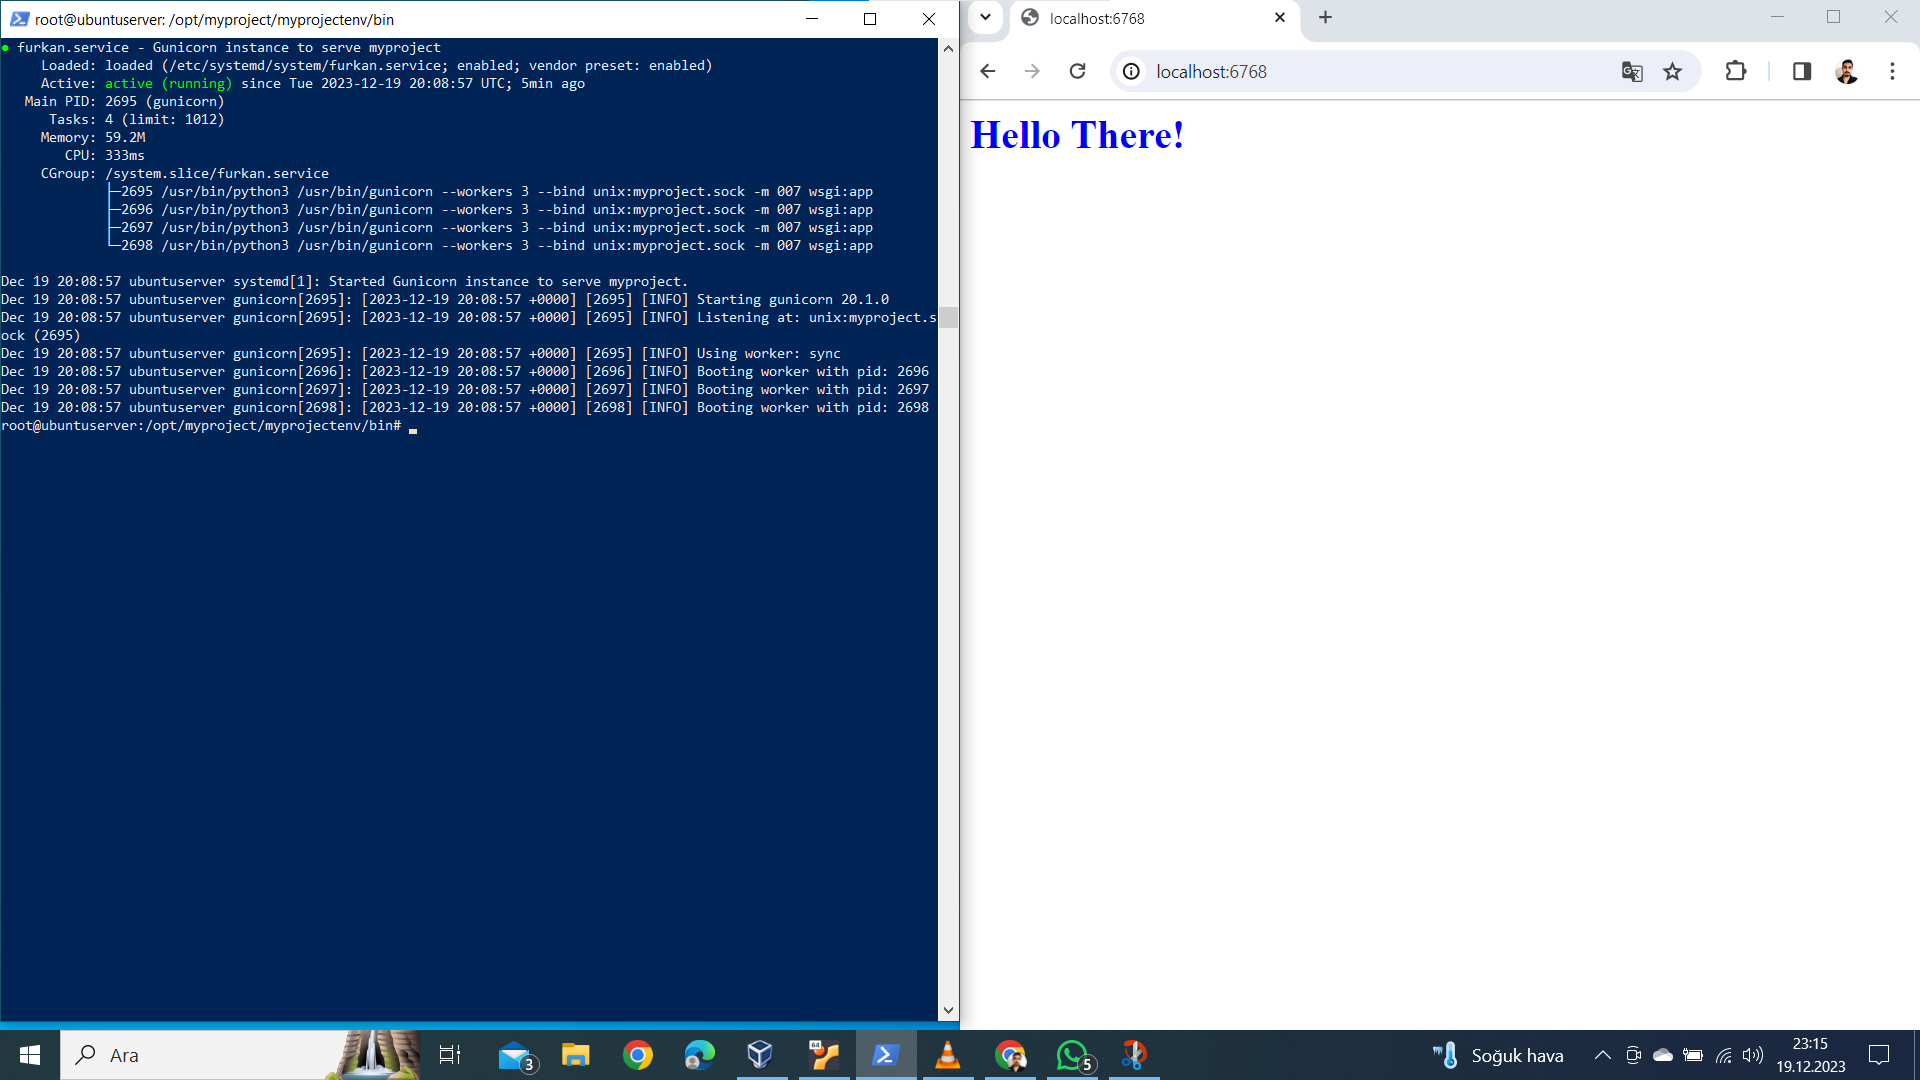 root@ubuntuserver: /opt/myproject/myprojectenv/bin
● furkan.service - Gunicorn instance to serve myproject
Loaded: loaded (/etc/systemd/system/furkan.service; enabled; vendor preset: enabled)
Active: active (running) since Tue 2023-12-19 20:08:57 UTC; 5min ago
Main PID: 2695 (gunicorn)
Tasks: 4 (limit: 1012)
Memory: 59.2M
CPU: 333ms
CGroup: /system.slice/furkan.service
├─2695 /usr/bin/python3 /usr/bin/gunicorn --workers 3 --bind unix:myproject.sock -m 007 wsgi:app
├─2696 /usr/bin/python3 /usr/bin/gunicorn --workers 3 --bind unix:myproject.sock -m 007 wsgi:app
├─2697 /usr/bin/python3 /usr/bin/gunicorn --workers 3 --bind unix:myproject.sock -m 007 wsgi:app
└─2698 /usr/bin/python3 /usr/bin/gunicorn --workers 3 --bind unix:myproject.sock -m 007 wsgi:app
Dec 19 20:08:57 ubuntuserver systemd[1]: Started Gunicorn instance to serve myproject.
Dec 19 20:08:57 ubuntuserver gunicorn[2695]: [2023-12-19 20:08:57 +0000] [2695] [INFO] Starting gunicorn 20.1.0
Dec 19 20:08:57 ubuntuserver gunicorn[2695]: [2023-12-19 20:08:57 +0000] [2695] [INFO] Listening at: unix:myproject.s
ock (2695)
Dec 19 20:08:57 ubuntuserver gunicorn[2695]: [2023-12-19 20:08:57 +0000] [2695] [INFO] Using worker: sync
Dec 19 20:08:57 ubuntuserver gunicorn[2696]: [2023-12-19 20:08:57 +0000] [2696] [INFO] Booting worker with pid: 2696
Dec 19 20:08:57 ubuntuserver gunicorn[2697]: [2023-12-19 20:08:57 +0000] [2697] [INFO] Booting worker with pid: 2697
Dec 19 20:08:57 ubuntuserver gunicorn[2698]: [2023-12-19 20:08:57 +0000] [2698] [INFO] Booting worker with pid: 2698
root@ubuntuserver:/opt/myproject/myprojectenv/bin#
localhost:6768
localhost:6768
Hello There!
Ara
3
64
5
Soğuk hava
23:15
19.12.2023